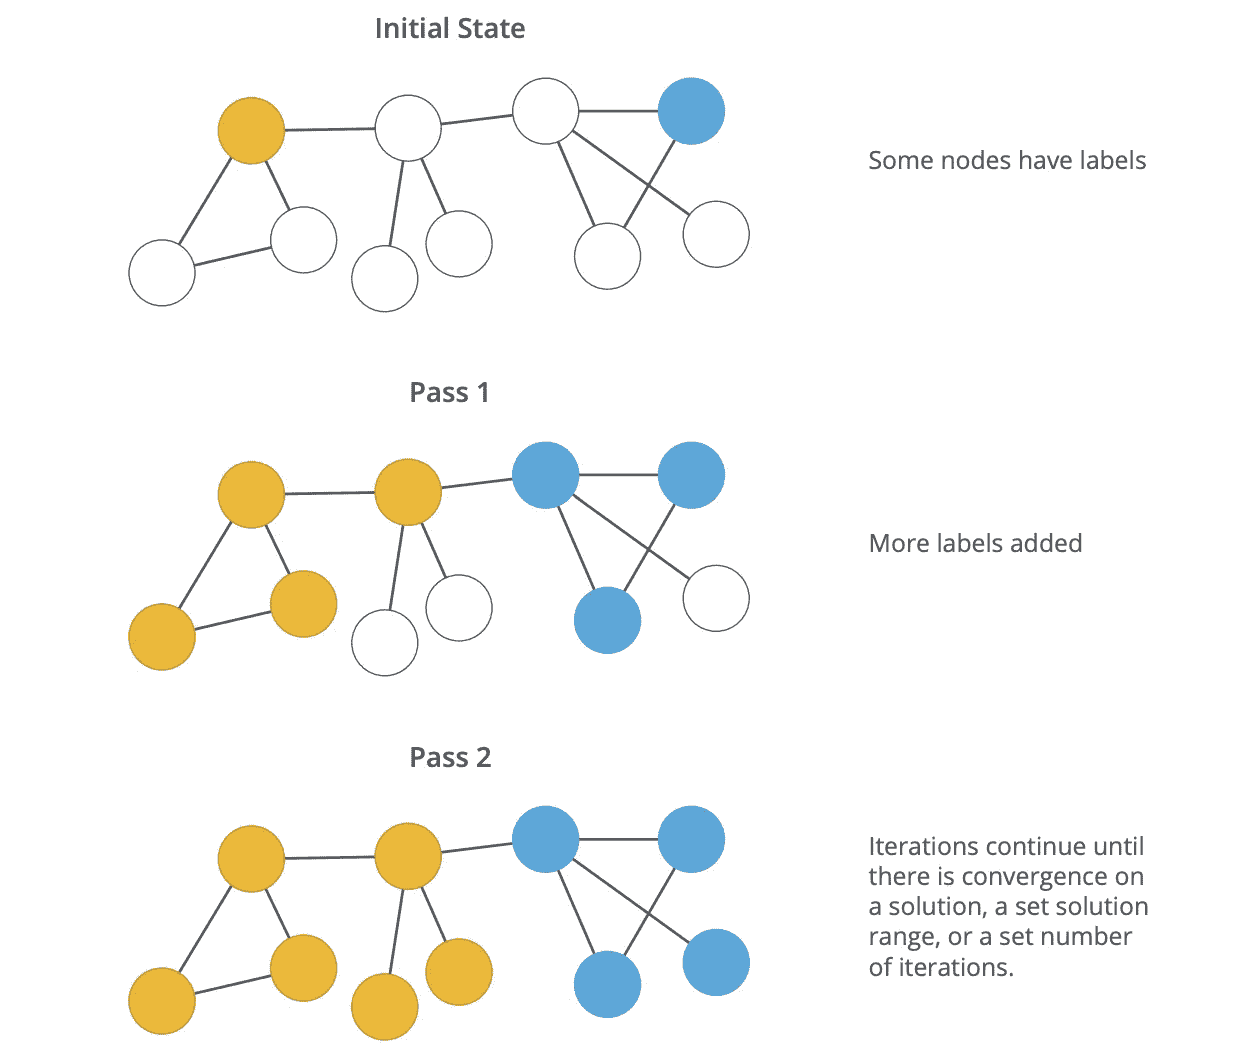 Initial State
Some nodes have labels
Pass 1
More labels added
Pass 2
Iterations continue until
there is convergence on
a solution, a set solution
range, or a set number
of iterations.